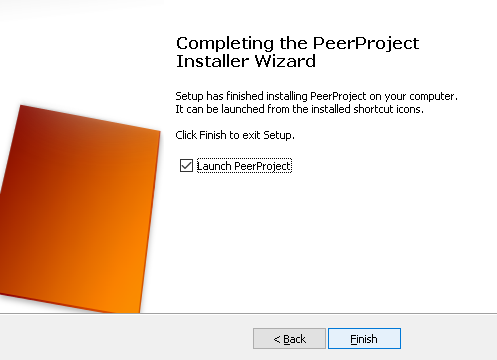 Completing the PeerProject
Installer Wizard
Setup has finished installing PeerProject on your computer.
It can be launched from the installed shortcut icons.
Click Finish to exit Setup.
Launch PeerProject
< Back
Finish